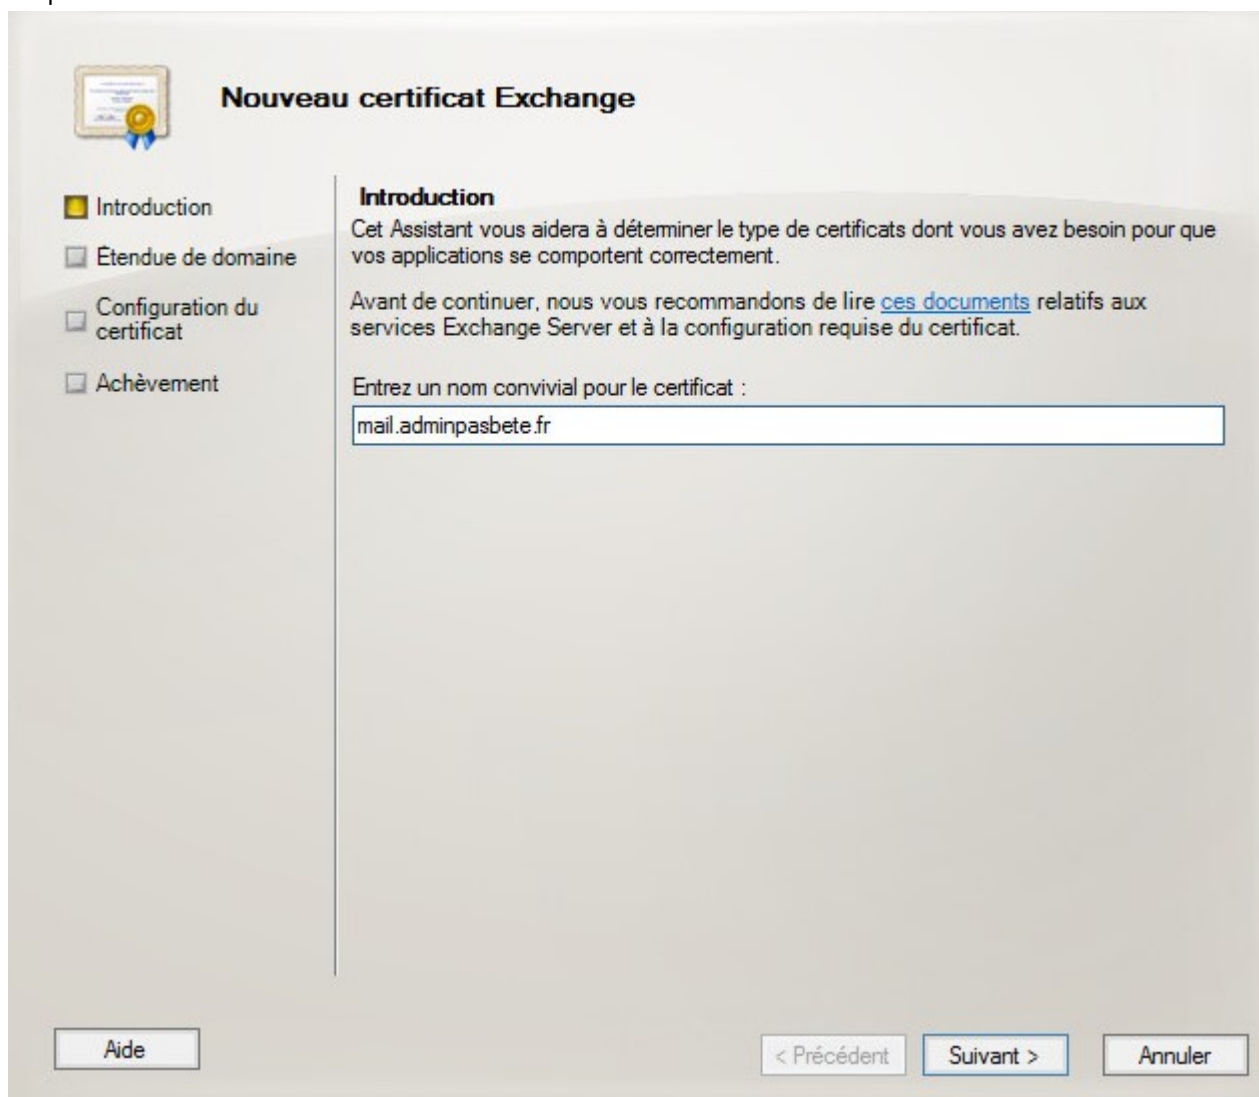 Nouveau certificat Exchange
Introduction
Étendue de domaine
Configuration du
certificat
Achèvement
Introduction
Cet Assistant vous aidera à déterminer le type de certificats dont vous avez besoin pour que
vos applications se comportent correctement.
Avant de continuer, nous vous recommandons de lire ces documents relatifs aux
services Exchange Server et à la configuration requise du certificat.
Entrez un nom convivial pour le certificat :
mail.adminpasbete.fr
Aide
< Précédent
Suivant >
Annuler